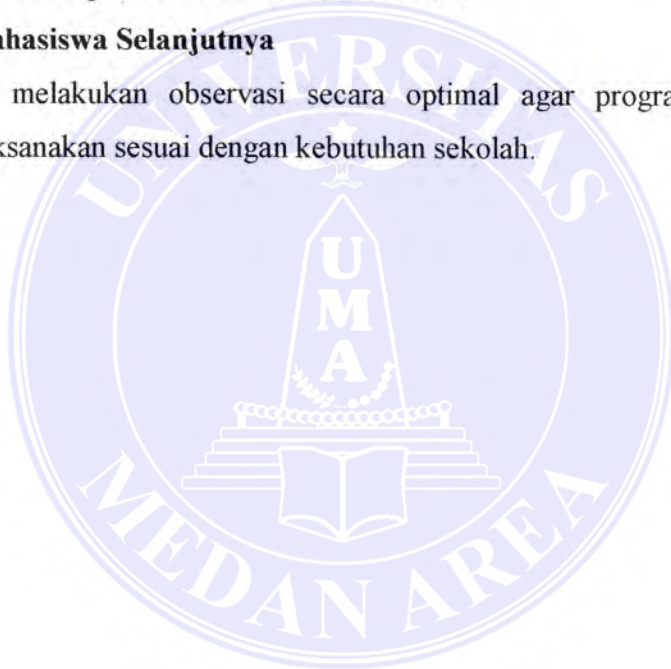 ahasiswa Selanjutnya
melakukan observasi secara optimal agar progra
ksanakan sesuai dengan kebutuhan sekolah.
UNIVERSITAS
U
M
A
MEDAN AREA